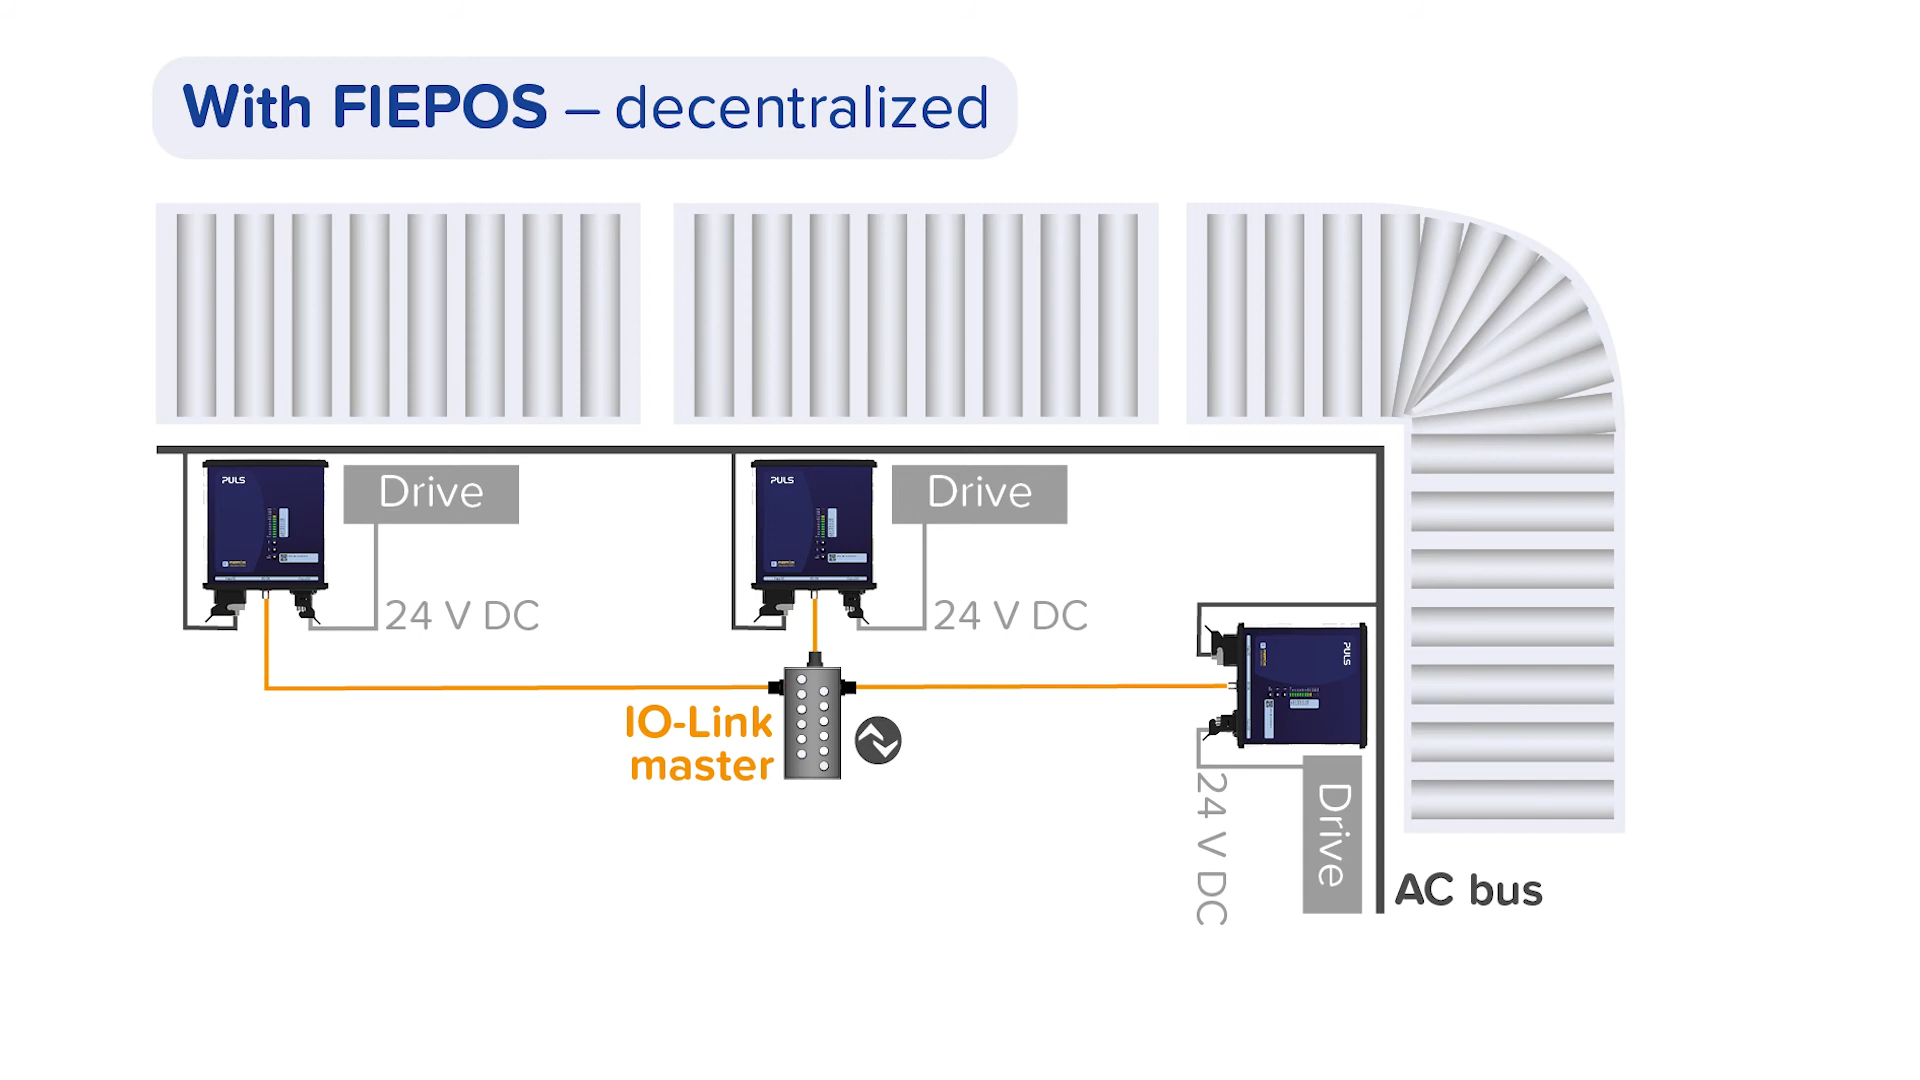 With FIEPOS – decentralized
PULS
Drive
24 V DC
PULS
Drive
24 V DC
PULS
IO-Link
master
24 V DC
Drive
AC bus